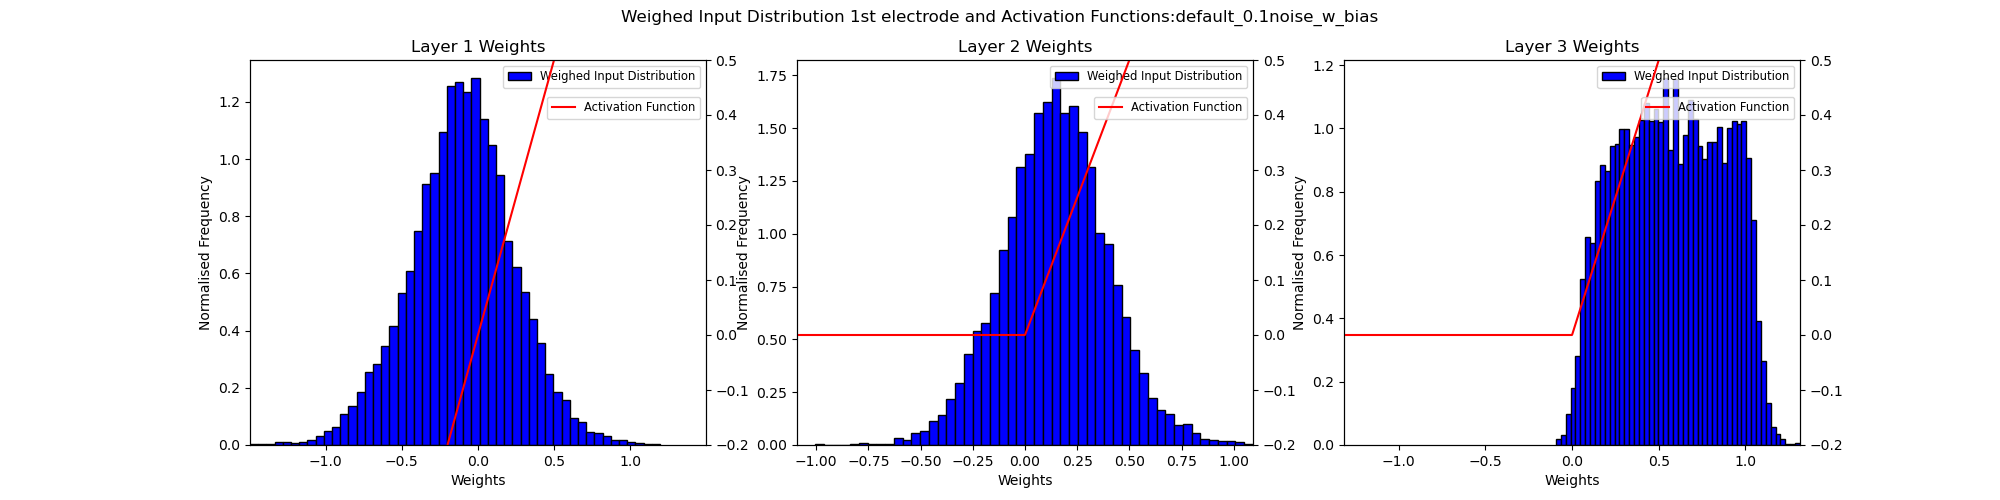 Weighed Input Distribution 1st electrode and Activation Functions:default_0.1noise_w_bias
Layer 1 Weights
Normalised Frequency
1.2
1.0
0.8
0.6
0.4
0.2
0.0
−1.0 −0.5 0.0 0.5 1.0
Weights
0.5
0.4
0.3
0.2
0.1
0.0
−0.1
−0.2
Weighed Input Distribution
Activation Function
Layer 2 Weights
Normalised Frequency
1.75
1.50
1.25
1.00
0.75
0.50
0.25
0.00
−1.00 −0.75 −0.50 −0.25 0.00 0.25 0.50 0.75 1.00
Weights
0.5
0.4
0.3
0.2
0.1
0.0
−0.1
−0.2
Weighed Input Distribution
Activation Function
Layer 3 Weights
Normalised Frequency
1.2
1.0
0.8
0.6
0.4
0.2
0.0
−1.0 −0.5 0.0 0.5 1.0
Weights
0.5
0.4
0.3
0.2
0.1
0.0
−0.1
−0.2
Weighed Input Distribution
Activation Function